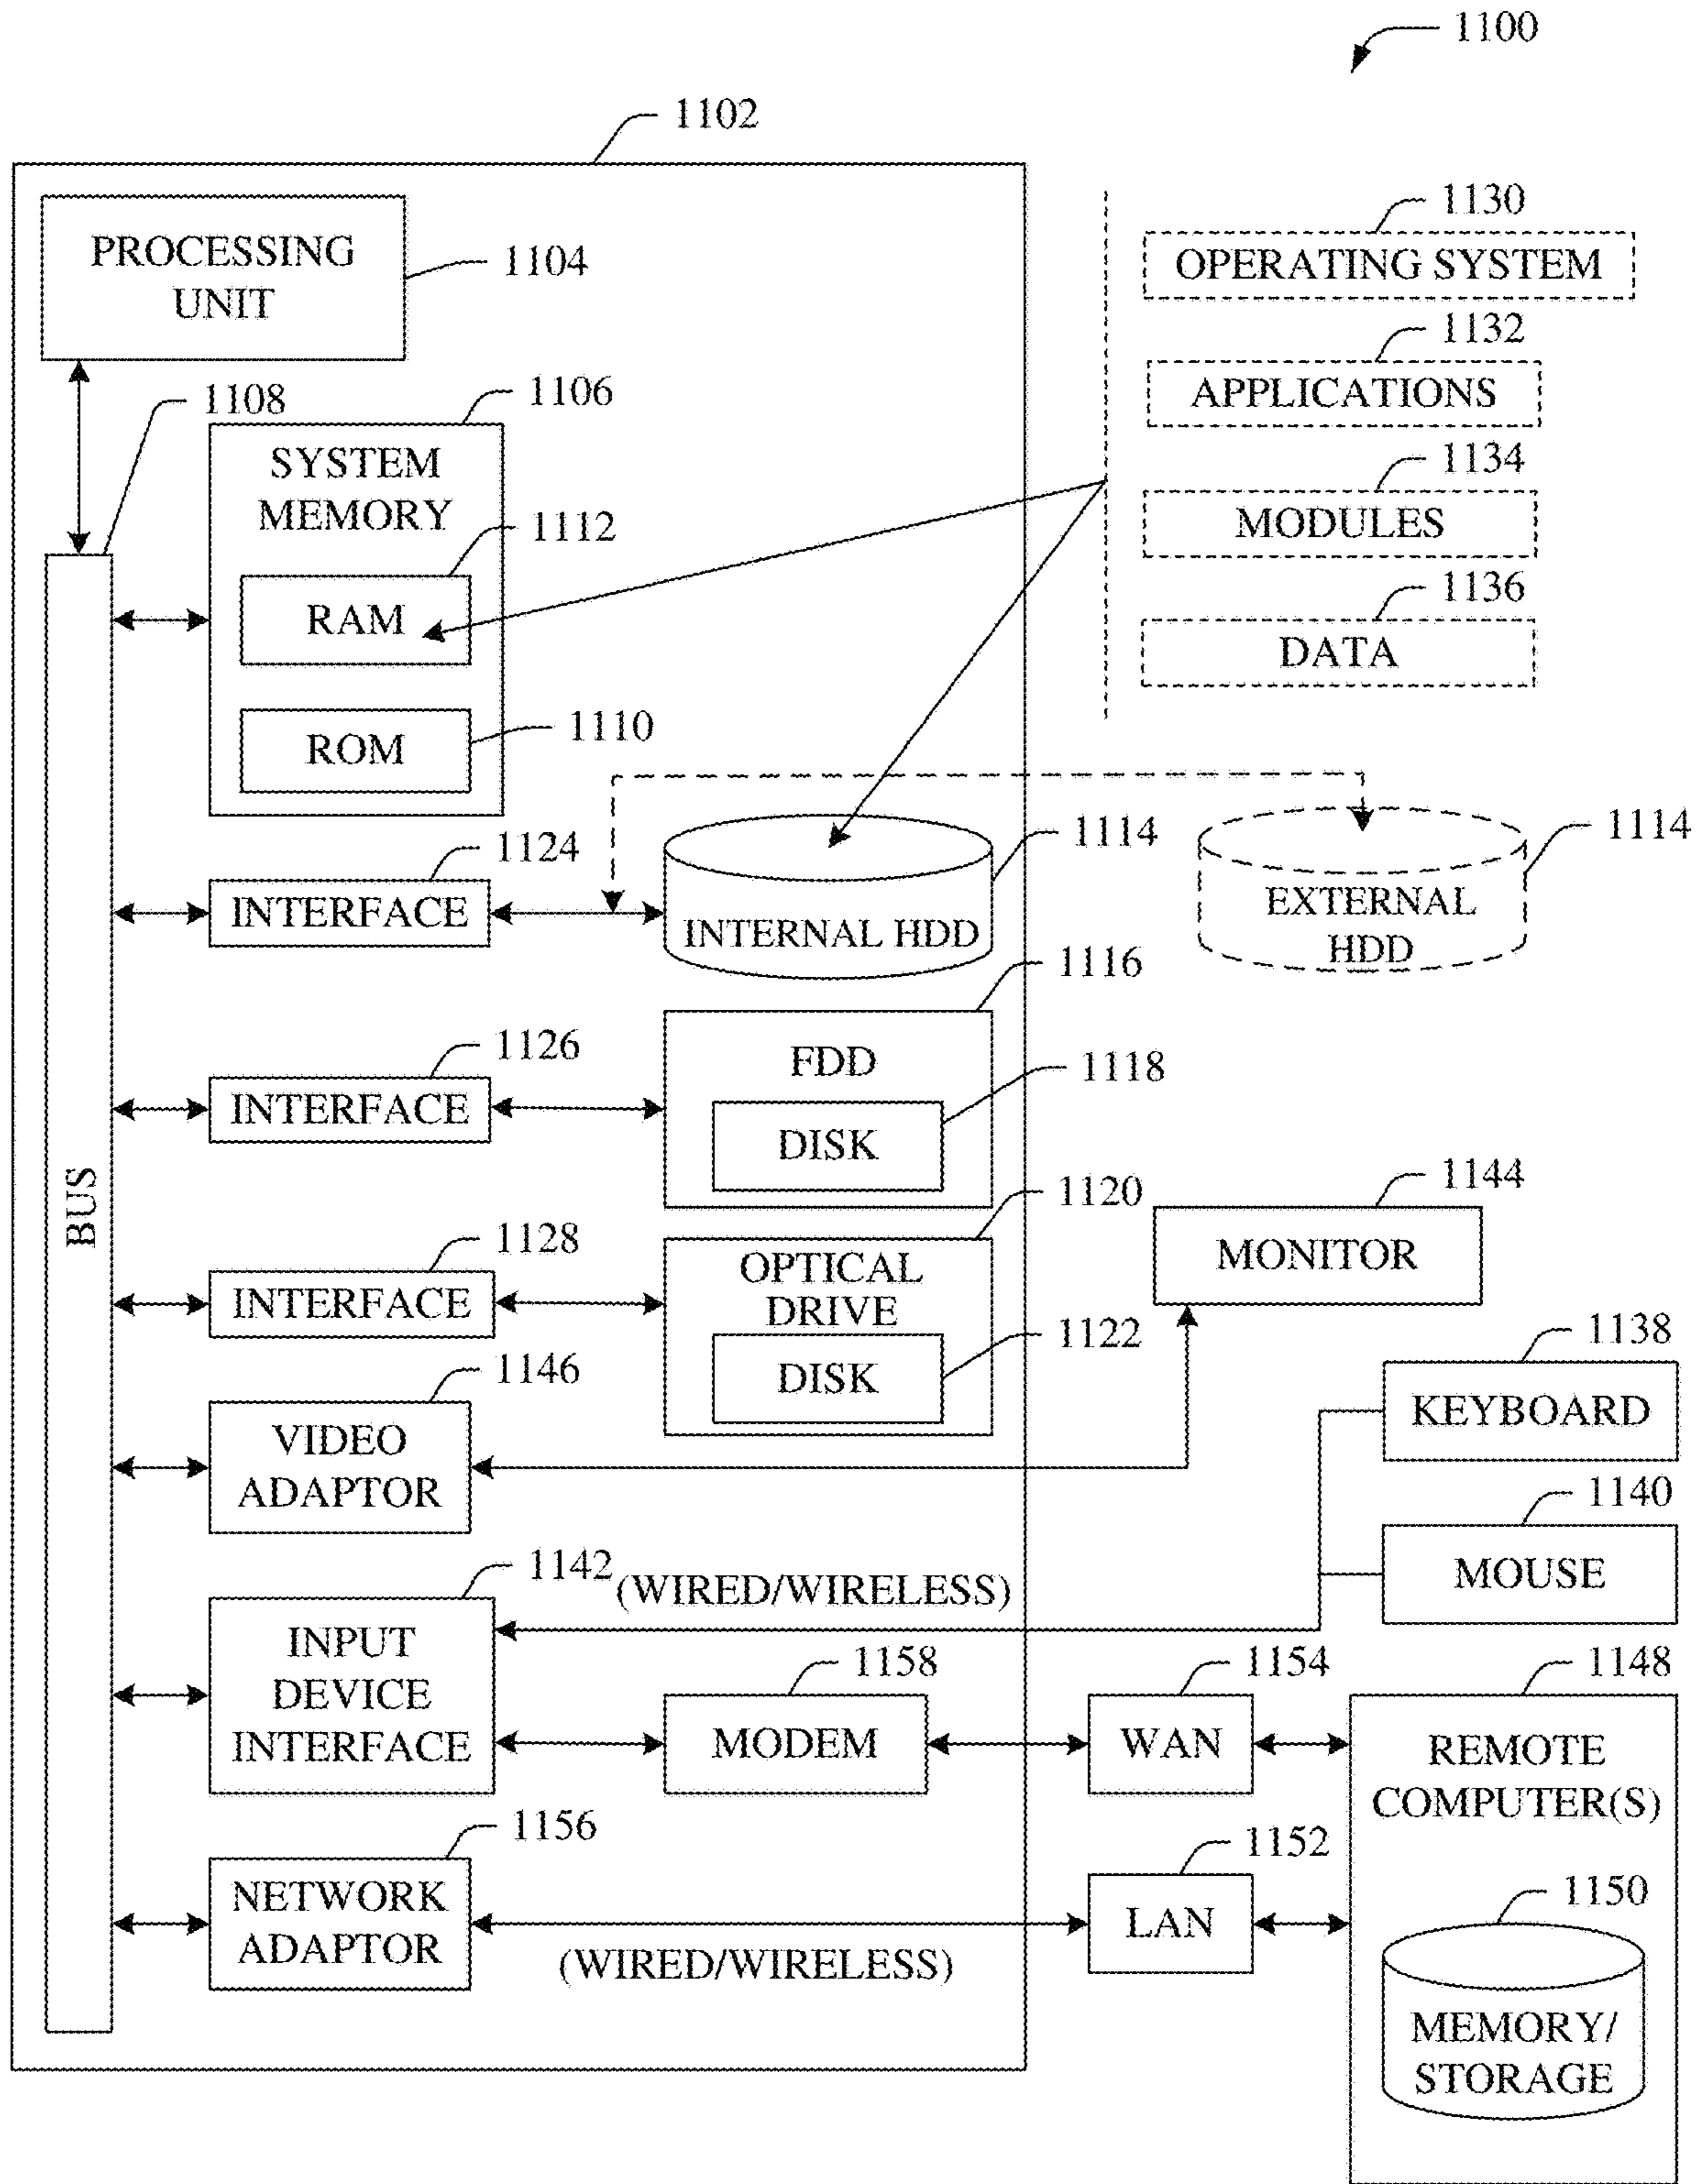 1100
1102
PROCESSING
UNIT
1104
1130
OPERATING SYSTEM
1132
APPLICATIONS
1134
MODULES
1136
DATA
1108
1106
SYSTEM
MEMORY
1112
RAM
1110
ROM
1124
INTERFACE
1114
INTERNAL HDD
1114
EXTERNAL
HDD
1116
FDD
1126
INTERFACE
1118
DISK
BUS
1120
OPTICAL
DRIVE
1128
INTERFACE
1122
DISK
1144
MONITOR
1138
KEYBOARD
1146
VIDEO
ADAPTOR
1140
MOUSE
1142
(WIRED/WIRELESS)
INPUT
DEVICE
INTERFACE
1158
MODEM
1154
WAN
1148
REMOTE
COMPUTER(S)
1156
NETWORK
ADAPTOR
(WIRED/WIRELESS)
1152
LAN
1150
MEMORY/
STORAGE